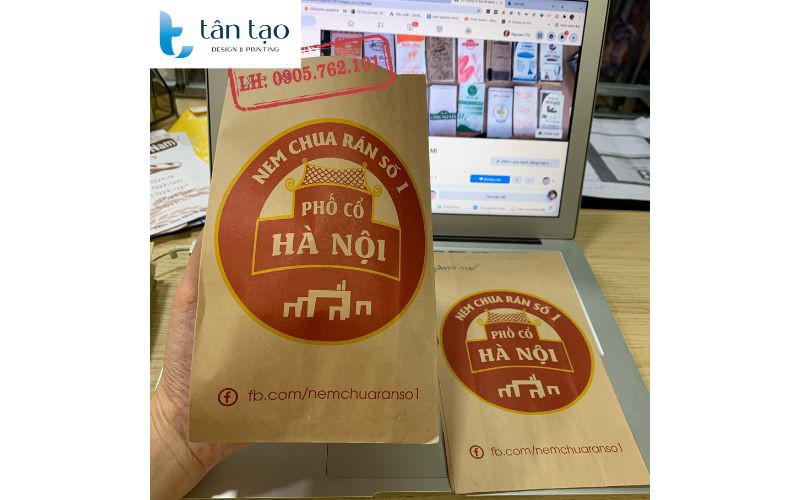 tân tạo
DESIGN & PRINTING
LH: 0905.762.101
NEM CHUA RÁN SỐ 1
PHỐ CỔ
HÀ NỘI
fb.com/nemchuaranso1
NEM CHUA RÁN SỐ 1
PHỐ CỔ
HÀ NỘI
fb.com/nemchuaranso1